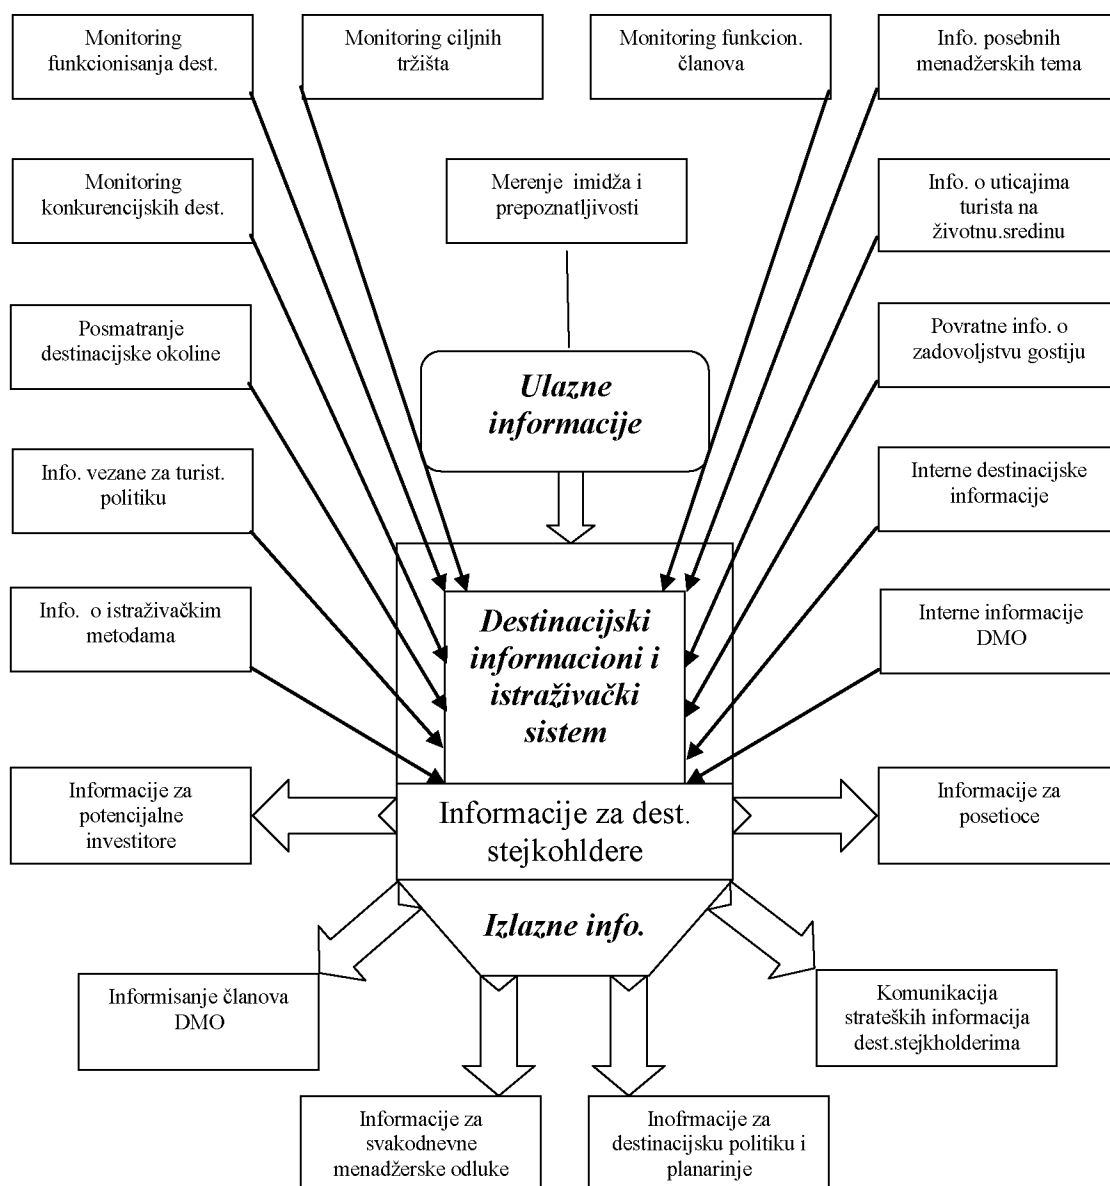 Monitoring
funkcionisanja dest.
Monitoring ciljnih
tržišta
Monitoring funkcion.
članova
Info. posebnih
menadžerskih tema
Monitoring
konkurencijskih dest.
Merenje imidža i
prepoznatljivosti
Info. o uticajima
turista na
životnu.sredinu
Posmatranje
destinacijske okoline
Ulazne
informacije
Povratne info. o
zadovoljstvu gostiju
Info. vezane za turist.
politiku
Interne destinacijske
informacije
Info. o istraživačkim
metodama
Destinacijski
informacioni i
istraživački
sistem
Interne informacije
DMO
Informacije za
potencijalne
investitore
Informacije za dest.
stejkohldere
Informacije za
posetioce
Izlazne info.
Informisanje članova
DMO
Komunikacija
strateških informacija
dest.stejkholderima
Informacije za
svakodnevne
menadžerske odluke
Inofrmacije za
destinacijsku politiku i
planarinje